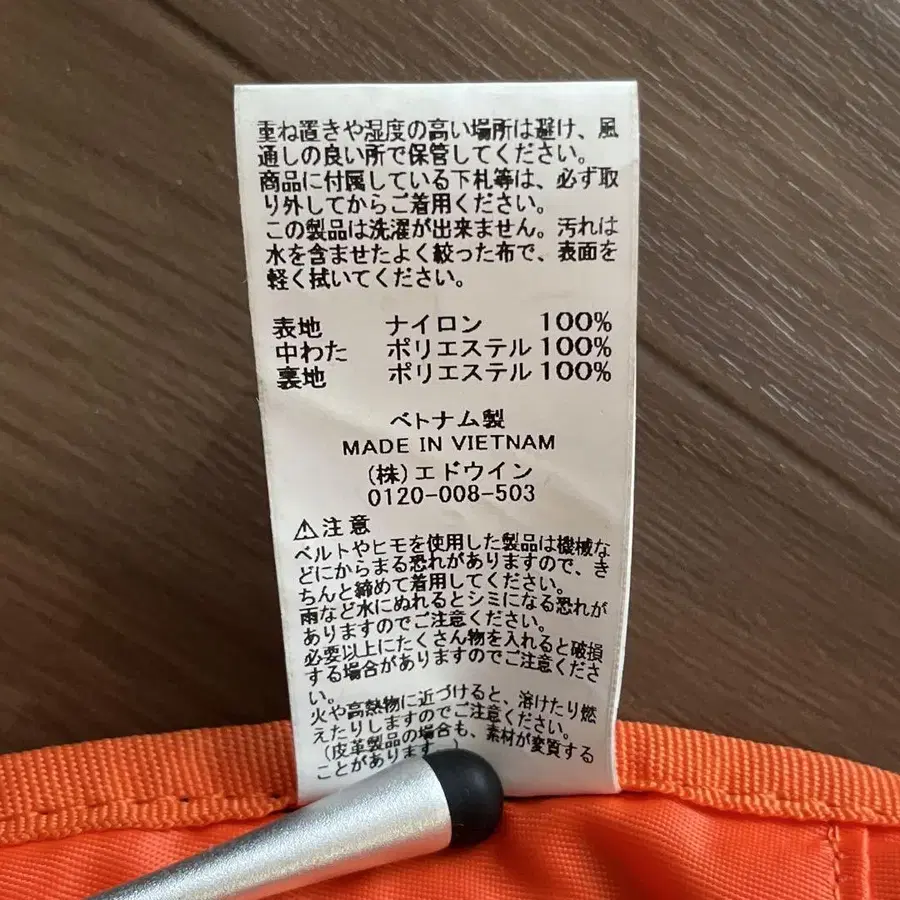 重ね置きや湿度の高い場所は避け、風
通しの良い所で保管してください。
商品に付属している下札等は、必ず取
り外してからご着用ください。
この製品は洗濯が出来ません。汚れは
水を含ませたよく絞った布で、表面を
軽く拭いてください。
表地 ナイロン 100%
中わた ポリエステル 100%
裏地 ポリエステル 100%
ベトナム製
MADE IN VIETNAM
(株)エドウイン
0120-008-503
⚠注意
ベルトやヒモを使用した製品は機械な
どにからまる恐れがありますので、き
ちんと締めて着用してください。
雨など水にぬれるとシミになる恐れが
ありますのでご注意ください。
必要以上にたくさん物を入れると破損
する場合がありますのでご注意くださ
い。
火や高熱物に近づけると、溶けたり燃
えたりしますのでご注意ください。
(皮革製品の場合も、素材が変質する
ことがあります。)